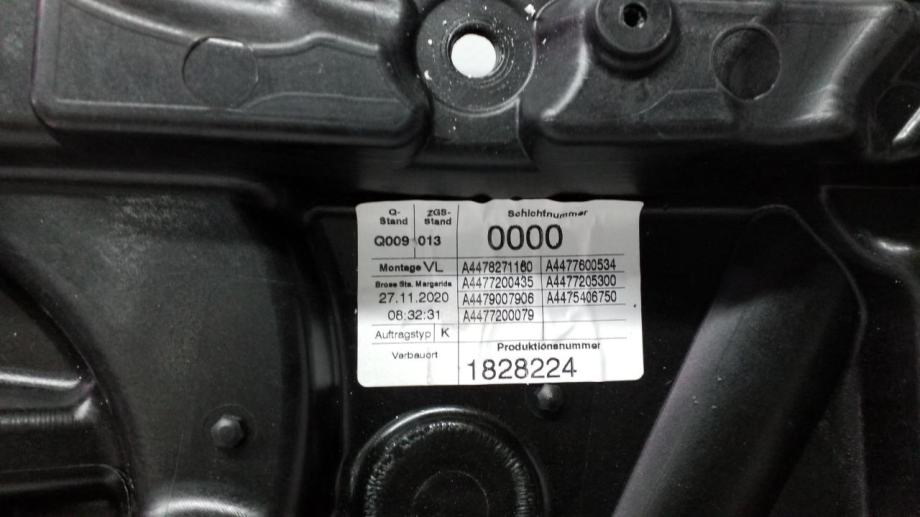 Q-Stand ZGS-Stand Schichtnummer
Q009 013 0000
Montage VL A4478271160 A4477600534
Brose Sta. Margarida A4477200435 A4477205300
27.11.2020 A4479007906 A4475406750
08:32:31 A4477200079
Auftragstyp K
Verbauort Produktionsnummer
1828224